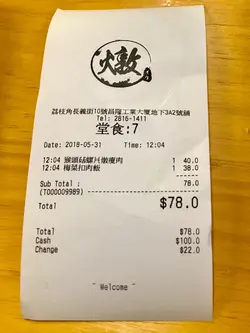 燉
荔枝角長義街10號昌隆工業大廈地下3A2號舖
Tel: 2816-1411
堂食:7
Date: 2018-05-31 Time: 12:04
12:04 猴頭菇螺片燉瘦肉 1 40.0
12:04 梅菜扣肉飯 1 38.0
Sub Total : 78.0
(T000009989)
Total $78.0
Total $78.0
Cash $100.0
Change $22.0
~ Welcome ~